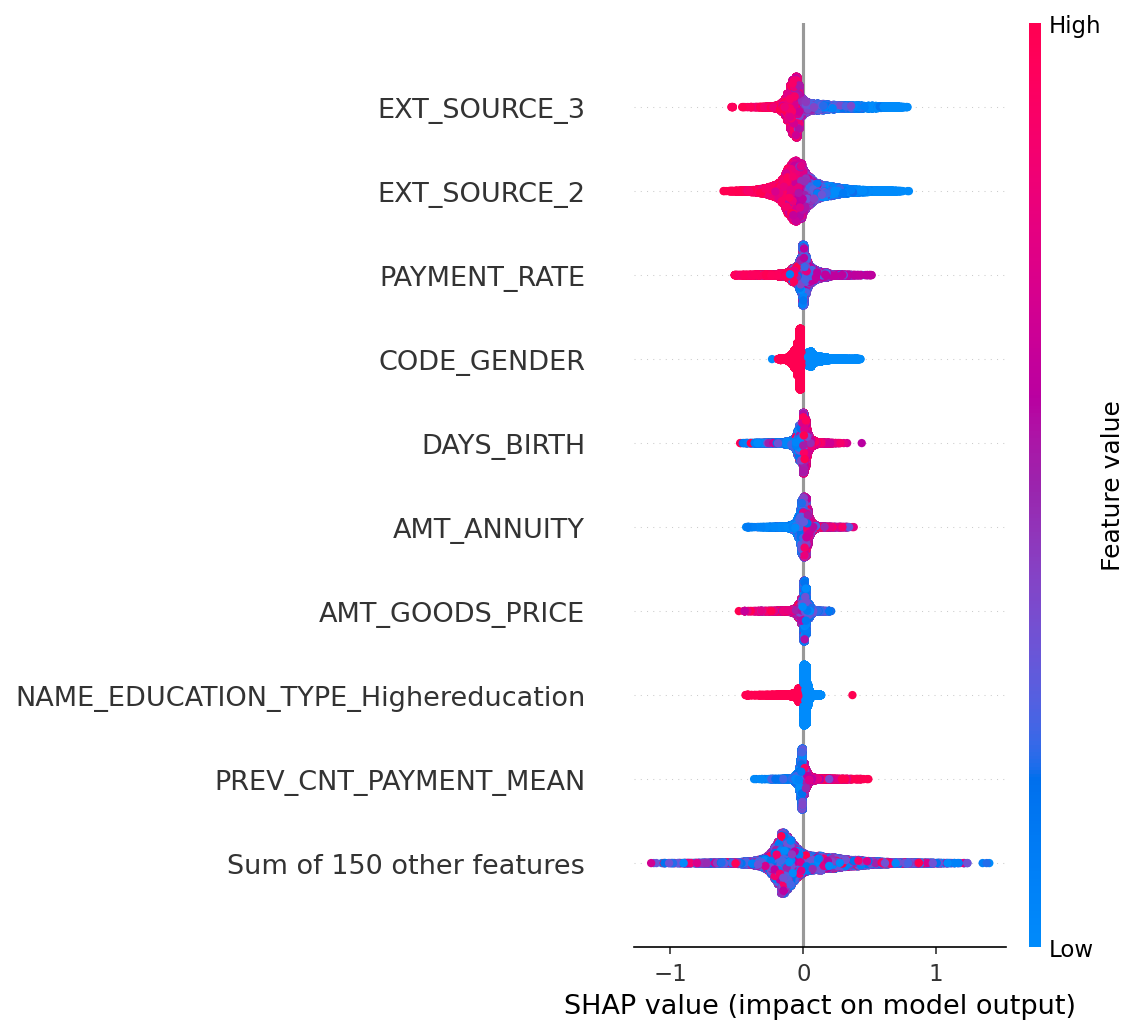 High
EXT_SOURCE_3
EXT_SOURCE_2
PAYMENT_RATE
CODE_GENDER
DAYS_BIRTH
AMT_ANNUITY
AMT_GOODS_PRICE
NAME_EDUCATION_TYPE_Highereducation
PREV_CNT_PAYMENT_MEAN
Sum of 150 other features
Feature value
Low
−1 0 1
SHAP value (impact on model output)